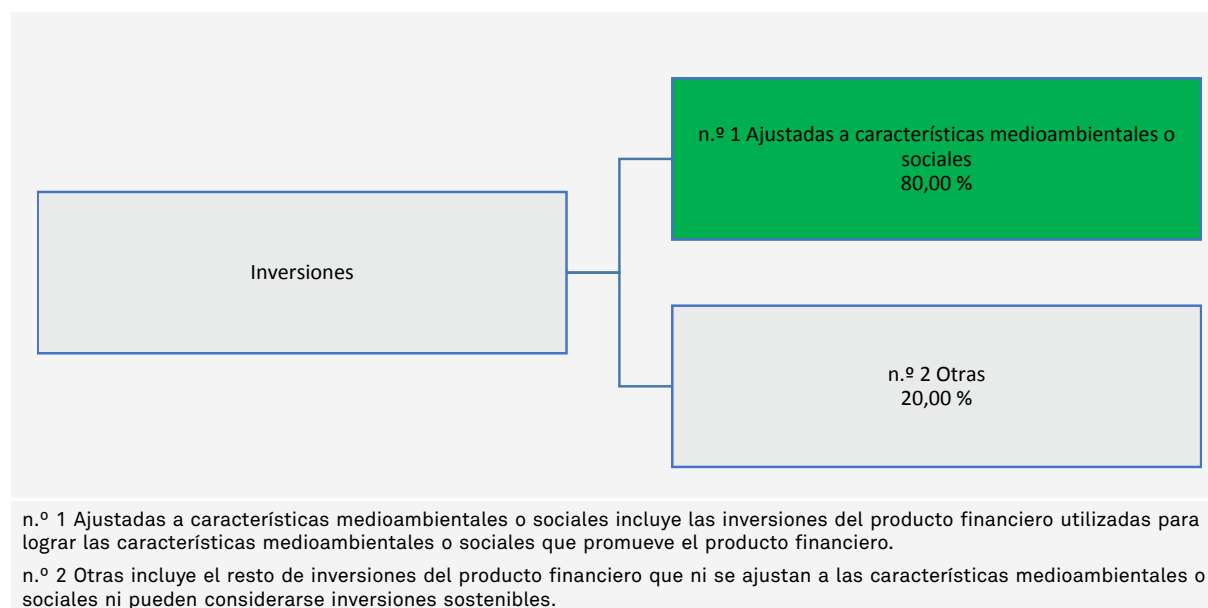 n.º 1 Ajustadas a características medioambientales o
sociales
80,00 %
Inversiones
n.º 2 Otras
20,00 %
n.º 1 Ajustadas a características medioambientales o sociales incluye las inversiones del producto financiero utilizadas para
lograr las características medioambientales o sociales que promueve el producto financiero.
n.º 2 Otras incluye el resto de inversiones del producto financiero que ni se ajustan a las características medioambientales o
sociales ni pueden considerarse inversiones sostenibles.